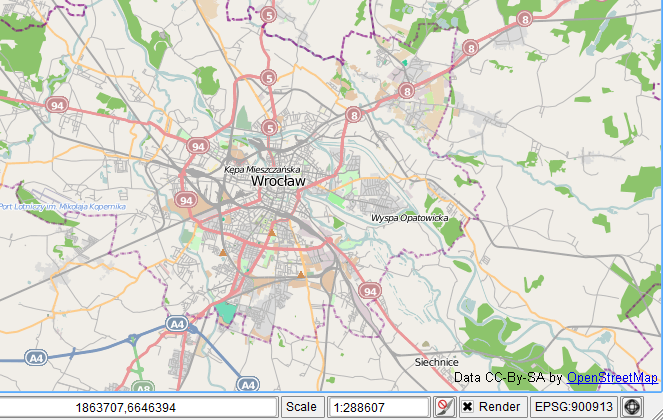 8
5
8
5
8
94
8
5
94
Kępa Mieszczańska
Wrocław
94
Port Lotniczy im. Mikołaja Kopernika
Wyspa Opatowicka
94
A4
A4
Siechnice
Data CC-By-SA by OpenStreetMap
A8
A4
1863707,6646394
Scale
1:288607
Render
EPSG:900913